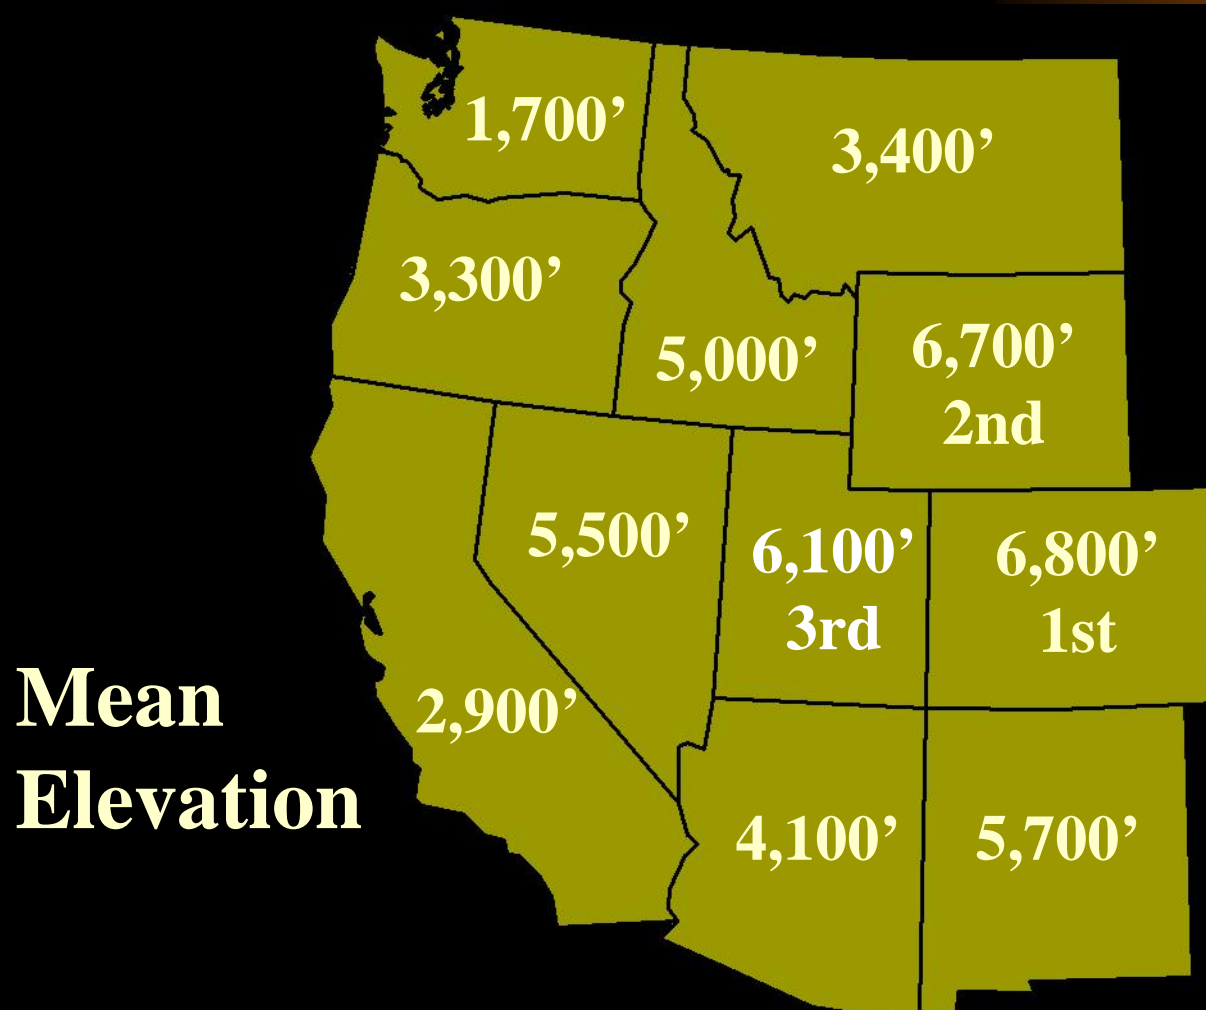 1,700’
3,400’
3,300’
5,000’
6,700’
2nd
5,500’
6,100’
3rd
6,800’
1st
2,900’
Mean
Elevation
4,100’
5,700’